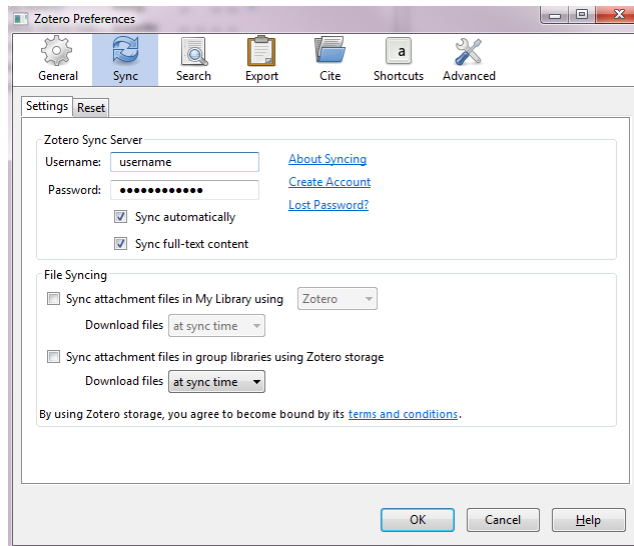 Zotero Preferences
General Sync Search Export Cite a Shortcuts Advanced
Settings Reset
Zotero Sync Server
Username: username About Syncing
Create Account
Password: ●●●●●●●●●●●●
Lost Password?
Sync automatically
Sync full-text content
File Syncing
Sync attachment files in My Library using Zotero
Download files at sync time
Sync attachment files in group libraries using Zotero storage
Download files at sync time
By using Zotero storage, you agree to become bound by its terms and conditions.
OK Cancel Help